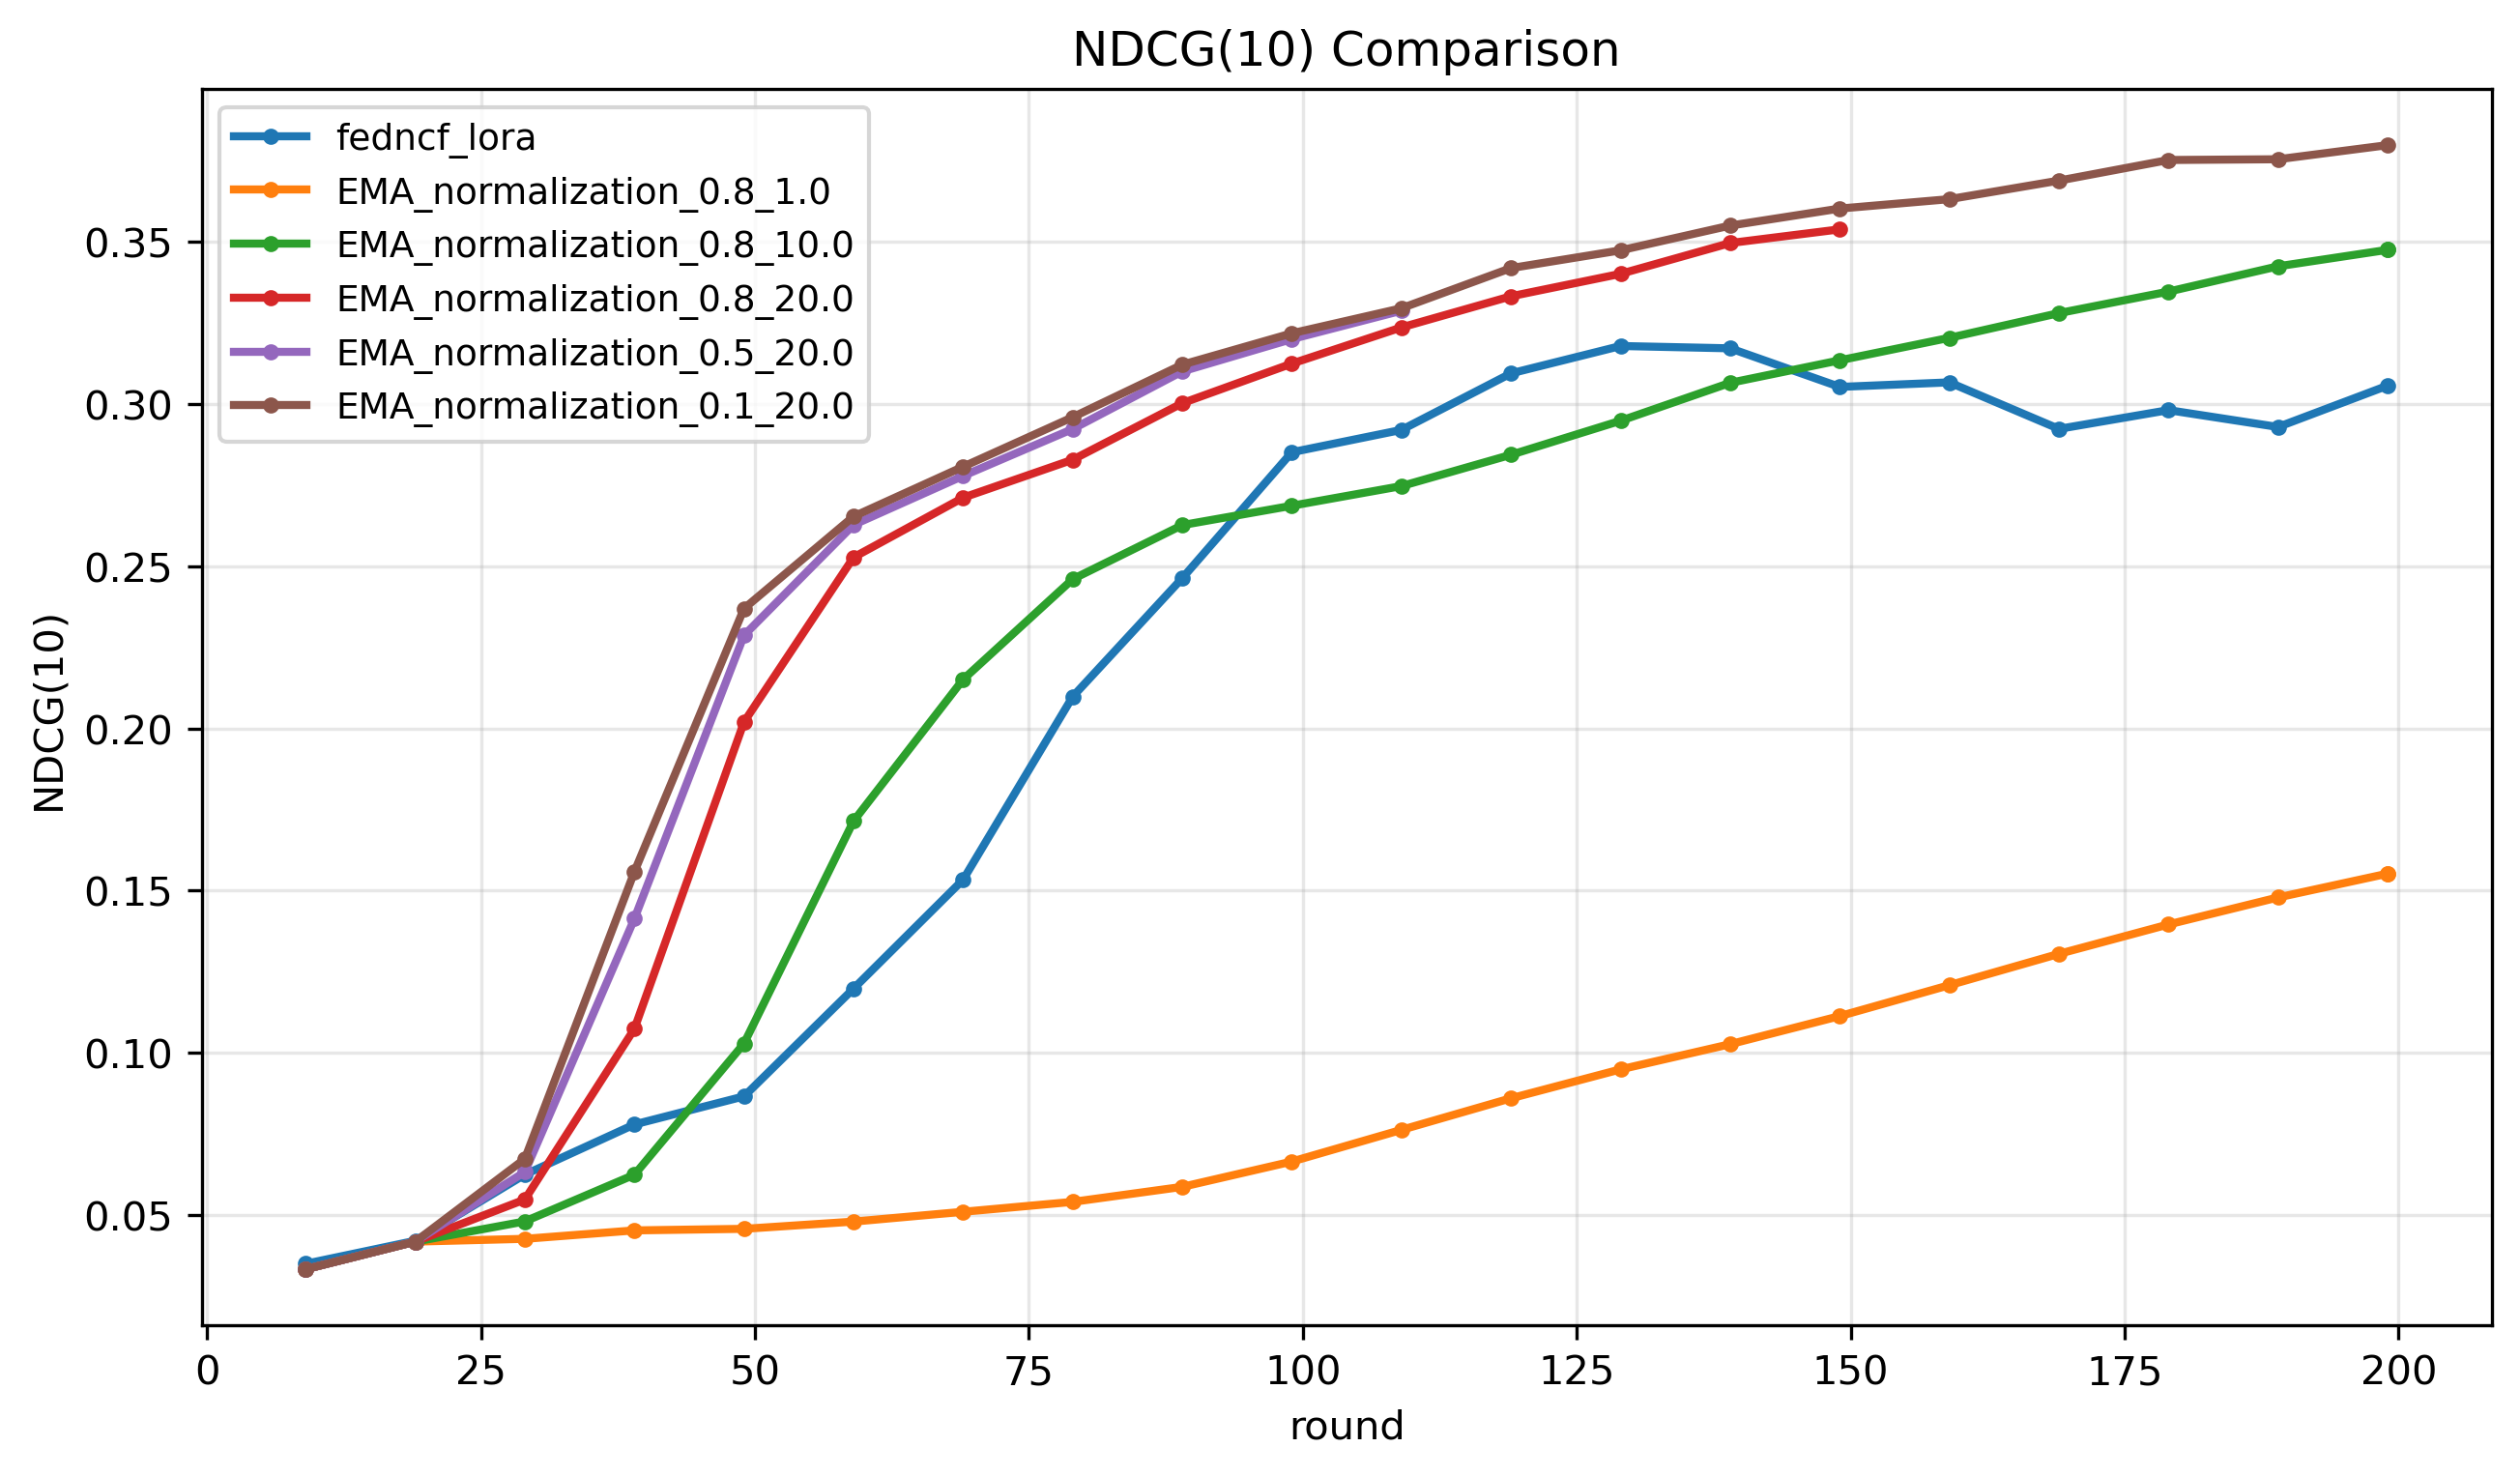 NDCG(10) Comparison
fedncf_lora
EMA_normalization_0.8_1.0
EMA_normalization_0.8_10.0
EMA_normalization_0.8_20.0
EMA_normalization_0.5_20.0
EMA_normalization_0.1_20.0
NDCG(10)
0.35
0.30
0.25
0.20
0.15
0.10
0.05
0 25 50 75 100 125 150 175 200
round